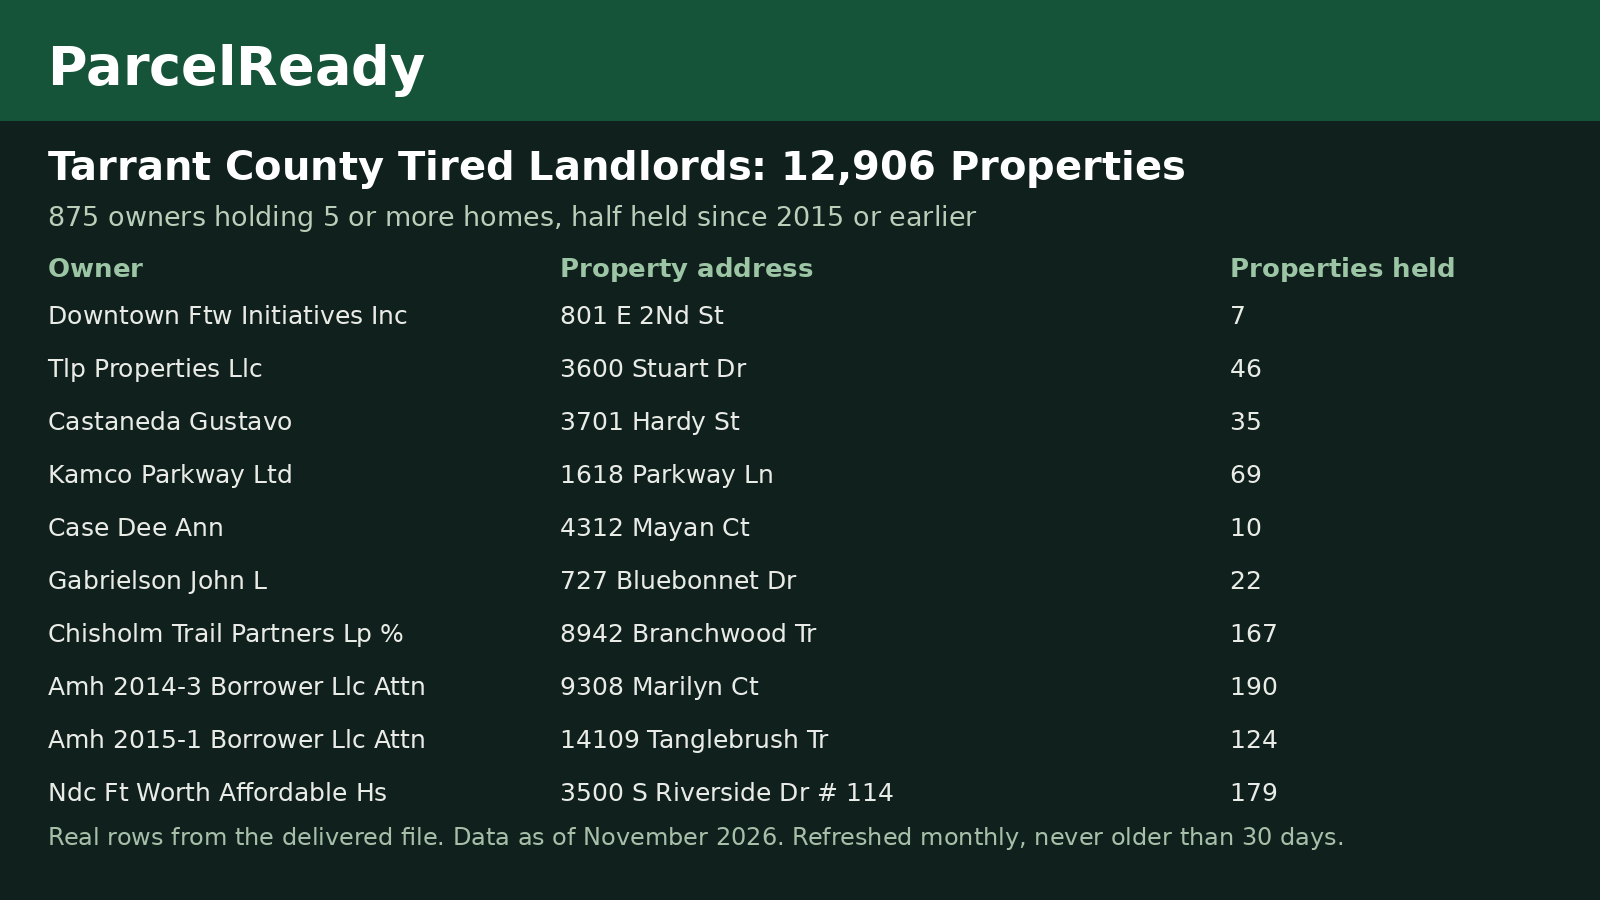 ParcelReady
Tarrant County Tired Landlords: 12,906 Properties
875 owners holding 5 or more homes, half held since 2015 or earlier
Owner Property address Properties held
Downtown Ftw Initiatives Inc 801 E 2Nd St 7
Tlp Properties Llc 3600 Stuart Dr 46
Castaneda Gustavo 3701 Hardy St 35
Kamco Parkway Ltd 1618 Parkway Ln 69
Case Dee Ann 4312 Mayan Ct 10
Gabrielson John L 727 Bluebonnet Dr 22
Chisholm Trail Partners Lp % 8942 Branchwood Tr 167
Amh 2014-3 Borrower Llc Attn 9308 Marilyn Ct 190
Amh 2015-1 Borrower Llc Attn 14109 Tanglebrush Tr 124
Ndc Ft Worth Affordable Hs 3500 S Riverside Dr # 114 179
Real rows from the delivered file. Data as of November 2026. Refreshed monthly, never older than 30 days.